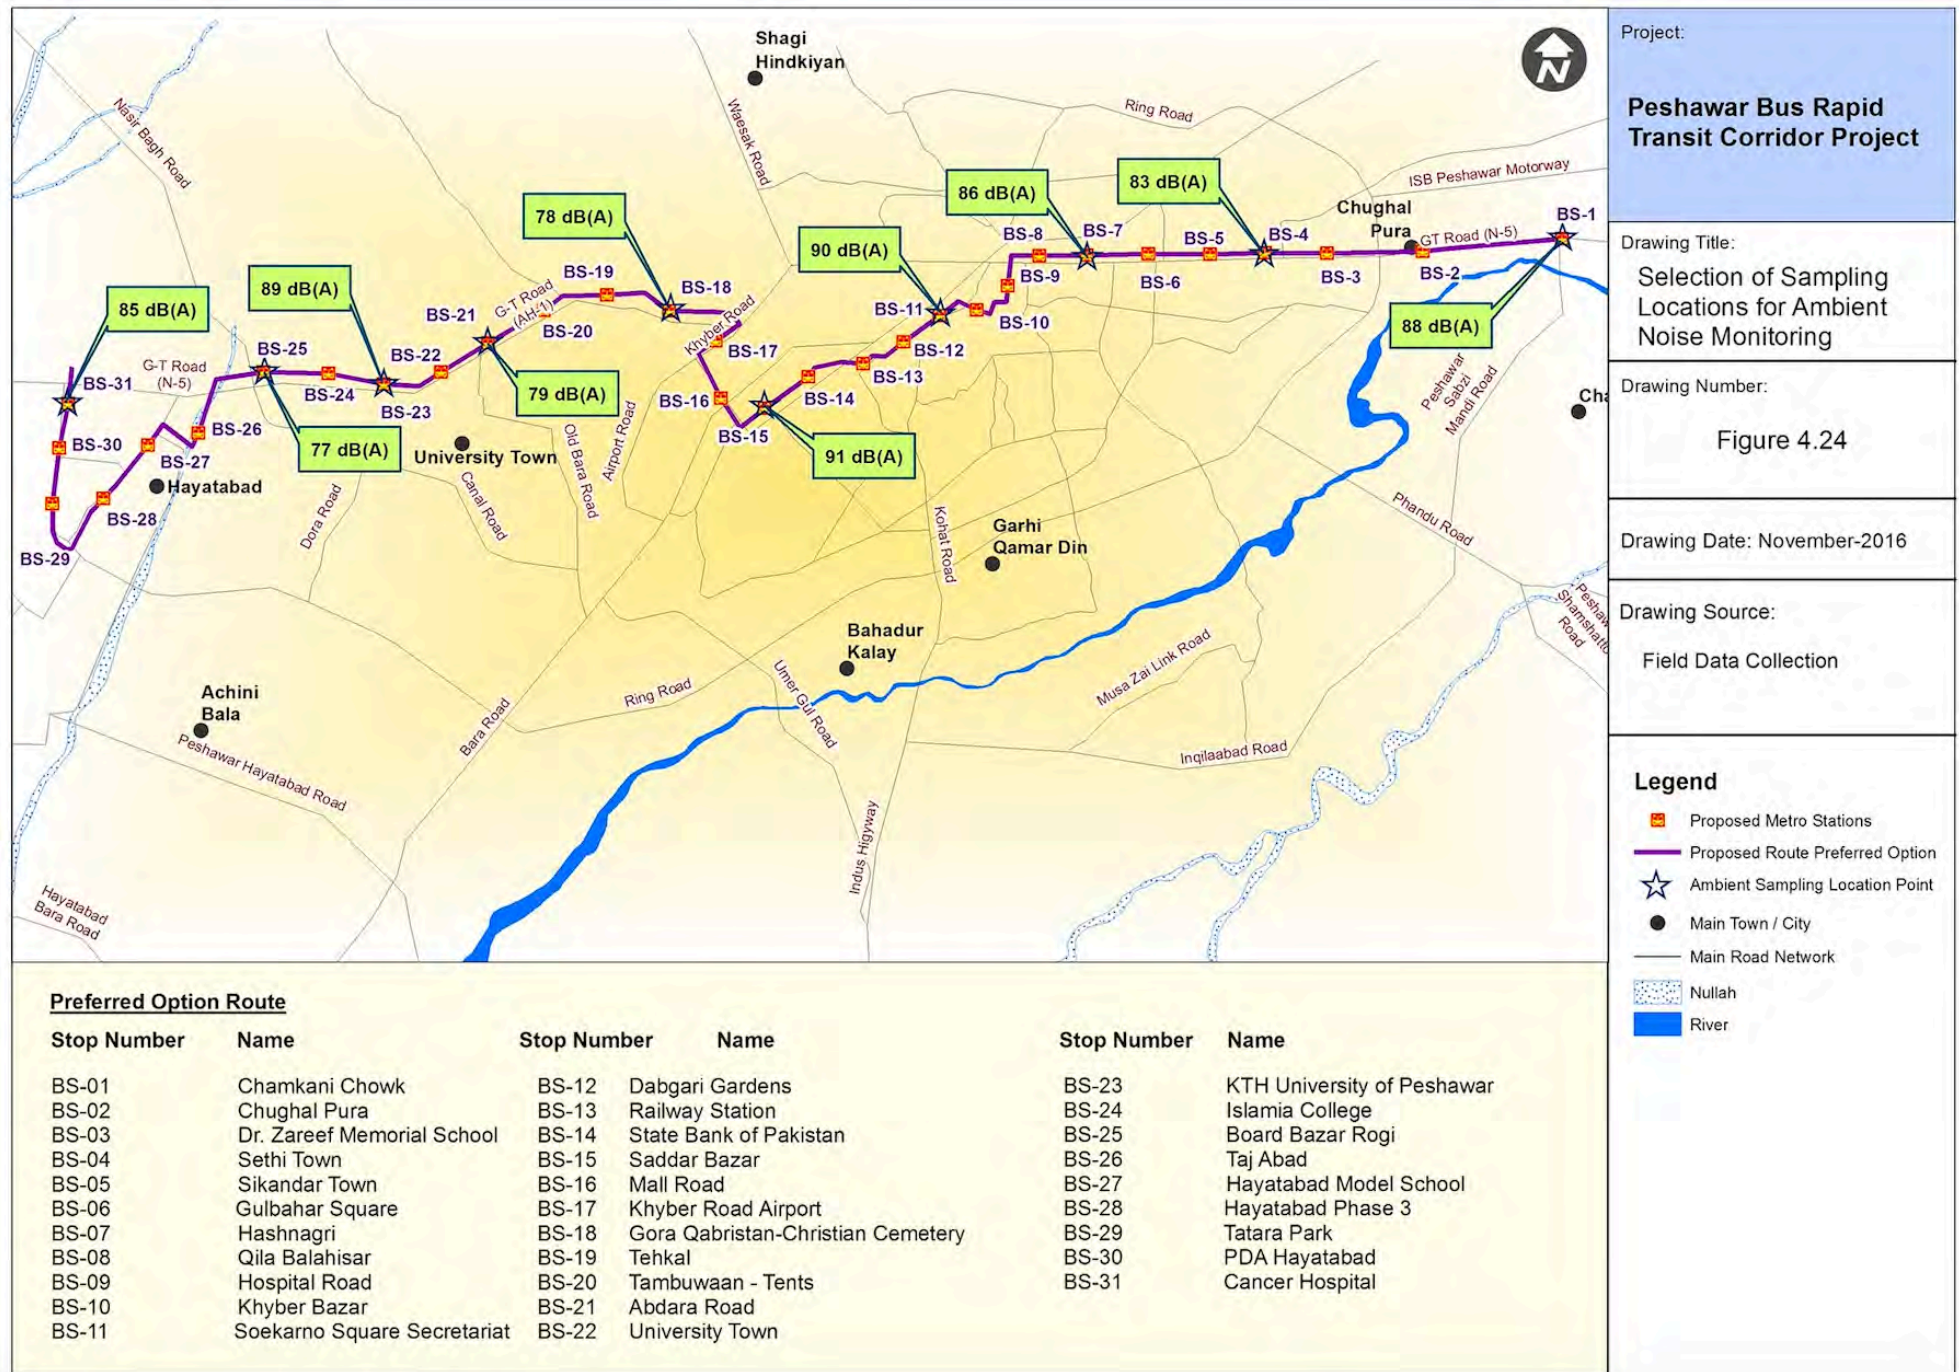 Shagi
Hindkiyan
Nasir Bagh Road
Waesak Road
Ring Road
ISB Peshawar Motorway
86 dB(A)
83 dB(A)
78 dB(A)
90 dB(A)
89 dB(A)
85 dB(A)
88 dB(A)
79 dB(A)
77 dB(A)
91 dB(A)
Chughal
Pura
GT Road (N-5)
BS-1
BS-2
BS-3
BS-4
BS-5
BS-6
BS-7
BS-8
BS-9
BS-10
BS-11
BS-12
BS-13
BS-14
BS-15
BS-16
BS-17
BS-18
BS-19
BS-20
BS-21
BS-22
BS-23
BS-24
BS-25
BS-26
BS-27
BS-28
BS-29
BS-30
BS-31
G-T Road
(AH-1)
Khyber Road
G-T Road
(N-5)
University Town
Hayatabad
Old Bara Road
Airport Road
Canal Road
Dora Road
Kohat Road
Garhi
Qamar Din
Peshawar
Sabzi
Mandi Road
Cha
Phandu Road
Peshaw
Shamshatto
Road
Bahadur
Kalay
Umer Gul Road
Ring Road
Bara Road
Musa Zai Link Road
Inqilaabad Road
Indus Higyway
Achini
Bala
Peshawar Hayatabad Road
Hayatabad
Bara Road
N
Project:
Peshawar Bus Rapid
Transit Corridor Project
Drawing Title:
Selection of Sampling
Locations for Ambient
Noise Monitoring
Drawing Number:
Figure 4.24
Drawing Date: November-2016
Drawing Source:
Field Data Collection
Legend
Proposed Metro Stations
Proposed Route Preferred Option
Ambient Sampling Location Point
Main Town / City
Main Road Network
Nullah
River
Preferred Option Route
Stop Number Name Stop Number Name Stop Number Name
BS-01 Chamkani Chowk BS-12 Dabgari Gardens BS-23 KTH University of Peshawar
BS-02 Chughal Pura BS-13 Railway Station BS-24 Islamia College
BS-03 Dr. Zareef Memorial School BS-14 State Bank of Pakistan BS-25 Board Bazar Rogi
BS-04 Sethi Town BS-15 Saddar Bazar BS-26 Taj Abad
BS-05 Sikandar Town BS-16 Mall Road BS-27 Hayatabad Model School
BS-06 Gulbahar Square BS-17 Khyber Road Airport BS-28 Hayatabad Phase 3
BS-07 Hashnagri BS-18 Gora Qabristan-Christian Cemetery BS-29 Tatara Park
BS-08 Qila Balahisar BS-19 Tehkal BS-30 PDA Hayatabad
BS-09 Hospital Road BS-20 Tambuwaan - Tents BS-31 Cancer Hospital
BS-10 Khyber Bazar BS-21 Abdara Road
BS-11 Soekarno Square Secretariat BS-22 University Town